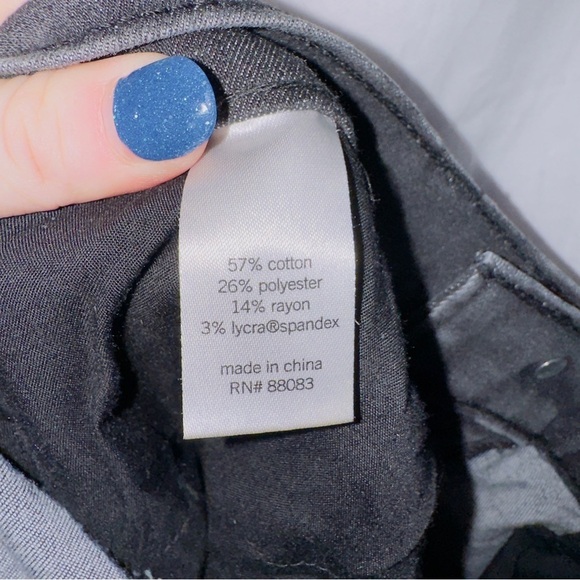 57% cotton
26% polyester
14% rayon
3% lycra®spandex
made in china
RN# 88083